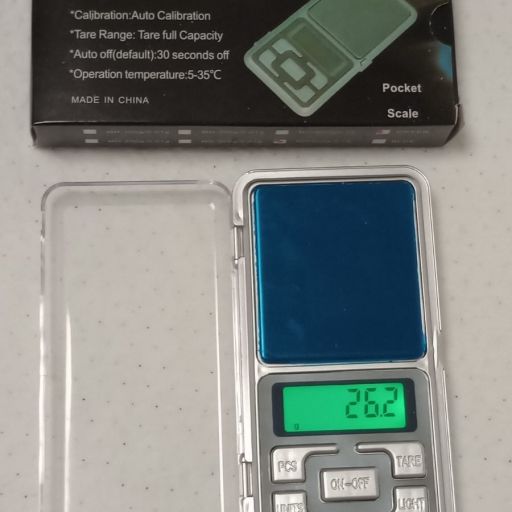 *Calibration:Auto Calibration
*Tare Range: Tare full Capacity
*Auto off(default):30 seconds off
*Operation temperature:5-35℃
MADE IN CHINA
Pocket
Scale
26.2
g
PCS
TARE
ON-OFF
UNITS
LIGHT